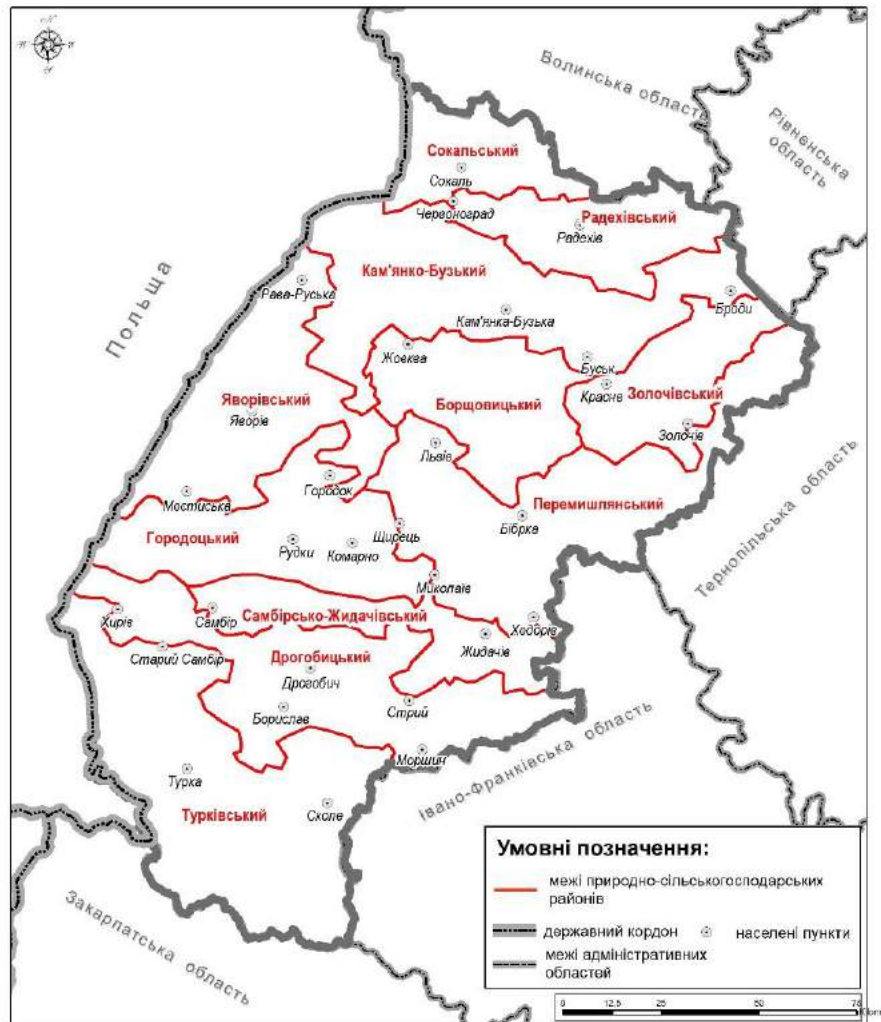 Волинська область
Рівненська
область
Сокальський
Сокаль
Червоноград
Радехівський
Радехів
Польща
Кам'янко-Бузький
Рава-Руська
Броди
Кам'янка-Бузька
Жовква
Буськ
Красне
Золочівський
Яворівський
Яворів
Борщовицький
Золочів
Львів
Городок
Мостиська
Перемишлянський
Бібрка
Тернопільська область
Щирець
Городоцький
Рудки
Комарно
Миколаїв
Хирів
Самбір
Самбірсько-Жидачівський
Ходорів
Жидачів
Старий Самбір
Дрогобицький
Дрогобич
Борислав
Стрий
Моршин
Івано-Франківська область
Турка
Турківський
Сколе
Закарпатська область
Умовні позначення:
межі природно-сільськогосподарських
районів
державний кордон
населені пункти
межі адміністративних
областей
0 12,5 25 50 75